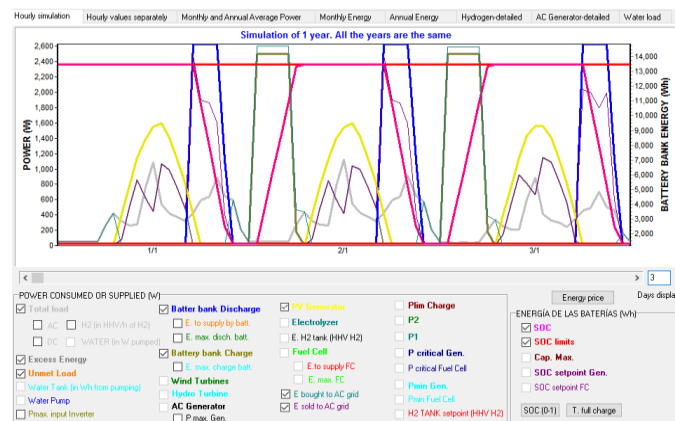 Hourly simulation Hourly values separately Monthly and Annual Average Power Monthly Energy Annual Energy Hydrogen-detailed AC Generator-detailed Water load
Simulation of 1 year. All the years are the same
POWER (W)
2,600
2,400
2,200
2,000
1,800
1,600
1,400
1,200
1,000
800
600
400
200
0
14,000
13,000
12,000
11,000
10,000
9,000
8,000
7,000
6,000
5,000
4,000
3,000
2,000
BATTERY BANK ENERGY (Wh)
1/1 2/1 3/1
3
Days displa
POWER CONSUMED OR SUPPLIED (W)
Total load
AC H2 (in HHV/h of H2)
DC WATER (in W pumped)
Excess Energy
Unmet Load
Water Tank (in Wh from pumping)
Water Pump
Pmax. input Inverter
Batter bank Discharge
E. to supply by batt.
E. max. disch. batt.
Battery bank Charge
E. max. charge batt.
Wind Turbines
Hydro Turbine
AC Generator
P max. Gen.
PV Generator
Electrolyzer
E. H2 tank (HHV H2)
Fuel Cell
E.to supply FC
E. max. FC
E bought to AC grid
E sold to AC grid
Plim Charge
P2
P1
P critical Gen.
P critical Fuel Cell
Pmin Gen.
Pmin Fuel Cell
H2 TANK setpoint (HHV H2)
Energy price
ENERGÍA DE LAS BATERÍAS (Wh)
SOC
SOC limits
Cap. Max.
SOC setpoint Gen.
SOC setpoint FC
SOC (0-1) T. full charge